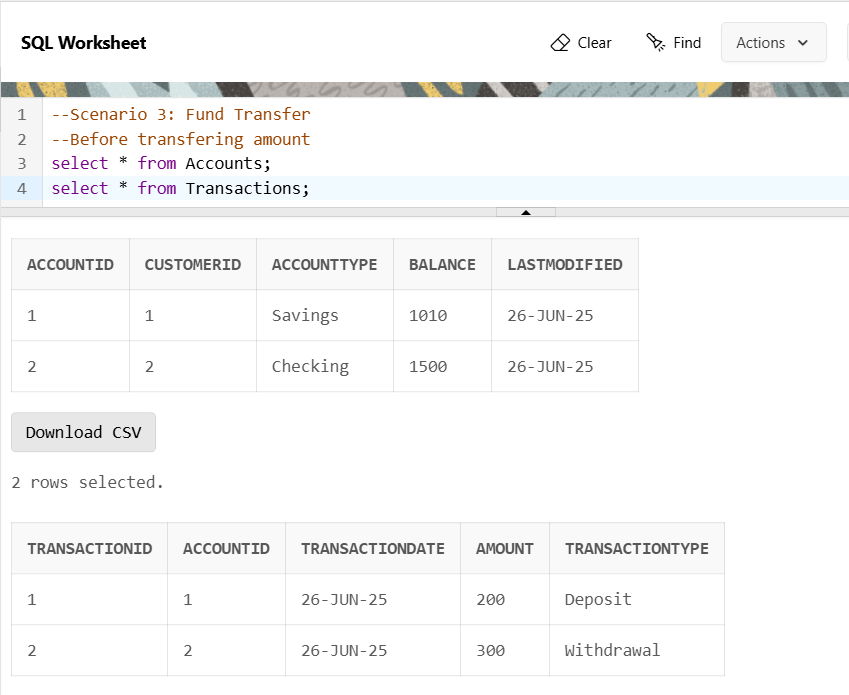 SQL Worksheet Clear Find Actions
1 --Scenario 3: Fund Transfer
2 --Before transfering amount
3 select * from Accounts;
4 select * from Transactions;
ACCOUNTID CUSTOMERID ACCOUNTTYPE BALANCE LASTMODIFIED
1 1 Savings 1010 26-JUN-25
2 2 Checking 1500 26-JUN-25
Download CSV
2 rows selected.
TRANSACTIONID ACCOUNTID TRANSACTIONDATE AMOUNT TRANSACTIONTYPE
1 1 26-JUN-25 200 Deposit
2 2 26-JUN-25 300 Withdrawal